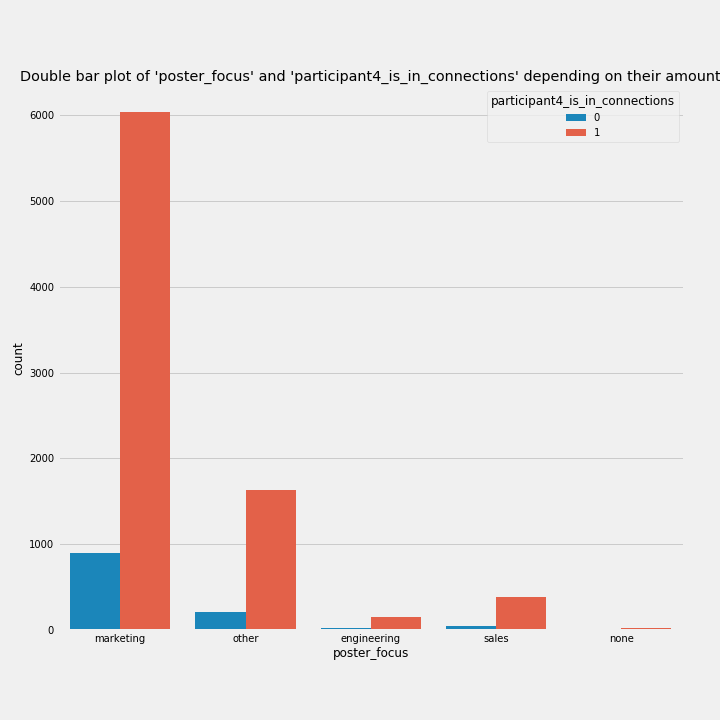 Double bar plot of 'poster_focus' and 'participant4_is_in_connections' depending on their amount
participant4_is_in_connections
0
1
6000
5000
4000
3000
2000
1000
0
count
marketing other engineering sales none
poster_focus